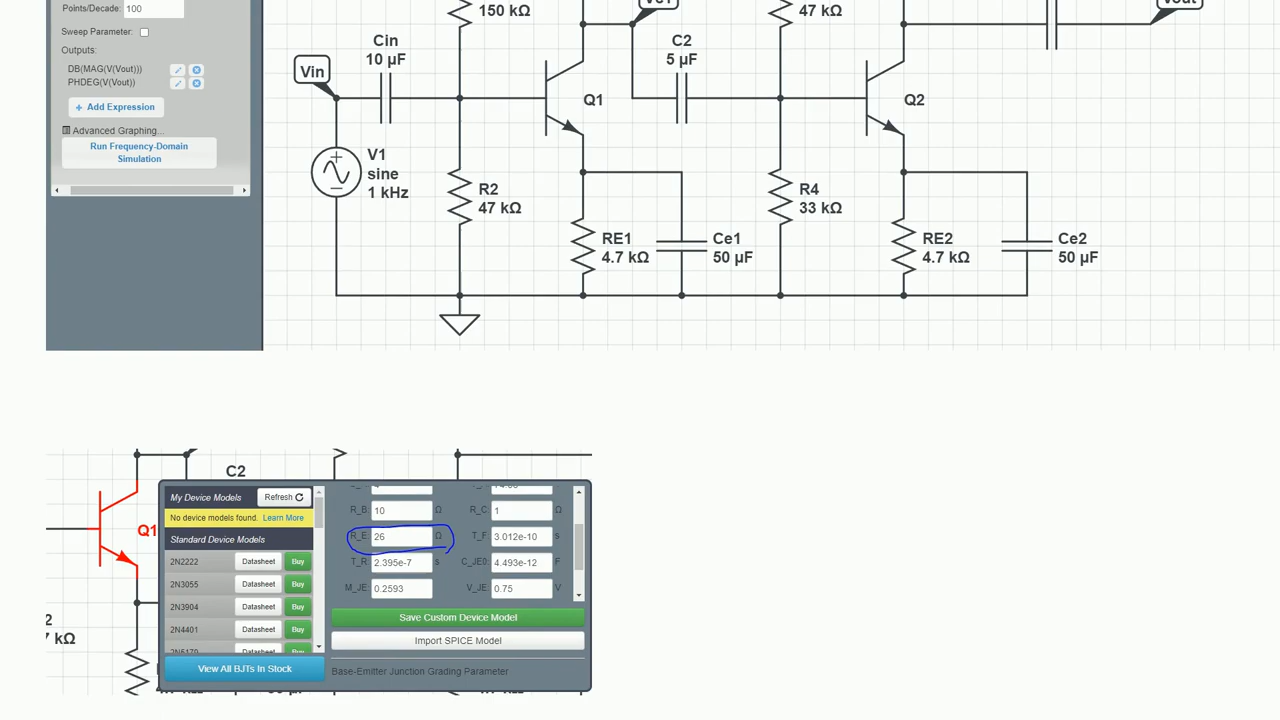 Points/Decade: 100
Sweep Parameter:
Outputs:
DB(MAG(V(Vout)))
PHDEG(V(Vout))
+ Add Expression
Advanced Graphing...
Run Frequency-Domain
Simulation
150 kΩ
47 kΩ
Vout
Cin
10 µF
C2
5 µF
Vin
Q1
Q2
V1
sine
1 kHz
R2
47 kΩ
R4
33 kΩ
RE1
4.7 kΩ
Ce1
50 µF
RE2
4.7 kΩ
Ce2
50 µF
C2
Q1
My Device Models
Refresh
No device models found. Learn More
Standard Device Models
2N2222 Datasheet Buy
2N3055 Datasheet Buy
2N3904 Datasheet Buy
2N4401 Datasheet Buy
View All BJTs In Stock
R_B: 10 Ω R_C: 1 Ω
R_E: 26 Ω T_F: 3.012e-10 s
T_R: 2.395e-7 s C_JE0: 4.493e-12 F
M_JE: 0.2593 V_JE: 0.75 V
Save Custom Device Model
Import SPICE Model
Base-Emitter Junction Grading Parameter